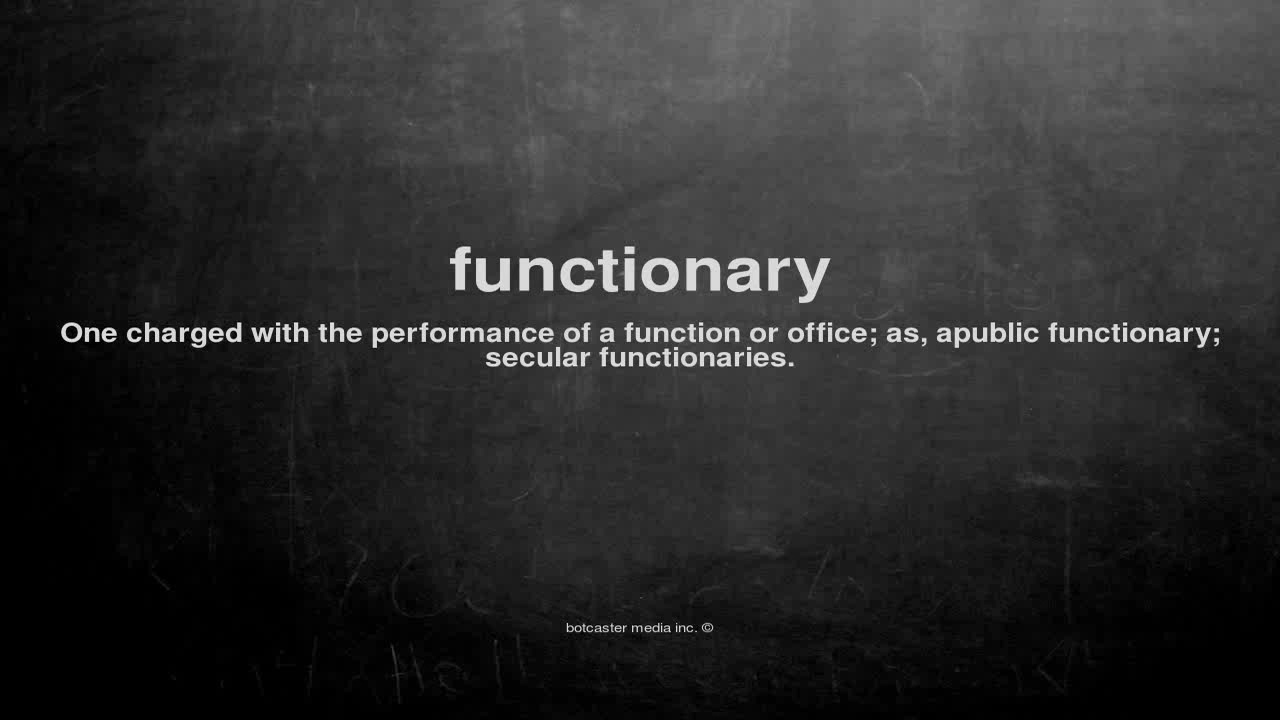 functionary
One charged with the performance of a function or office; as, apublic functionary;
secular functionaries.
botcaster media inc. ©